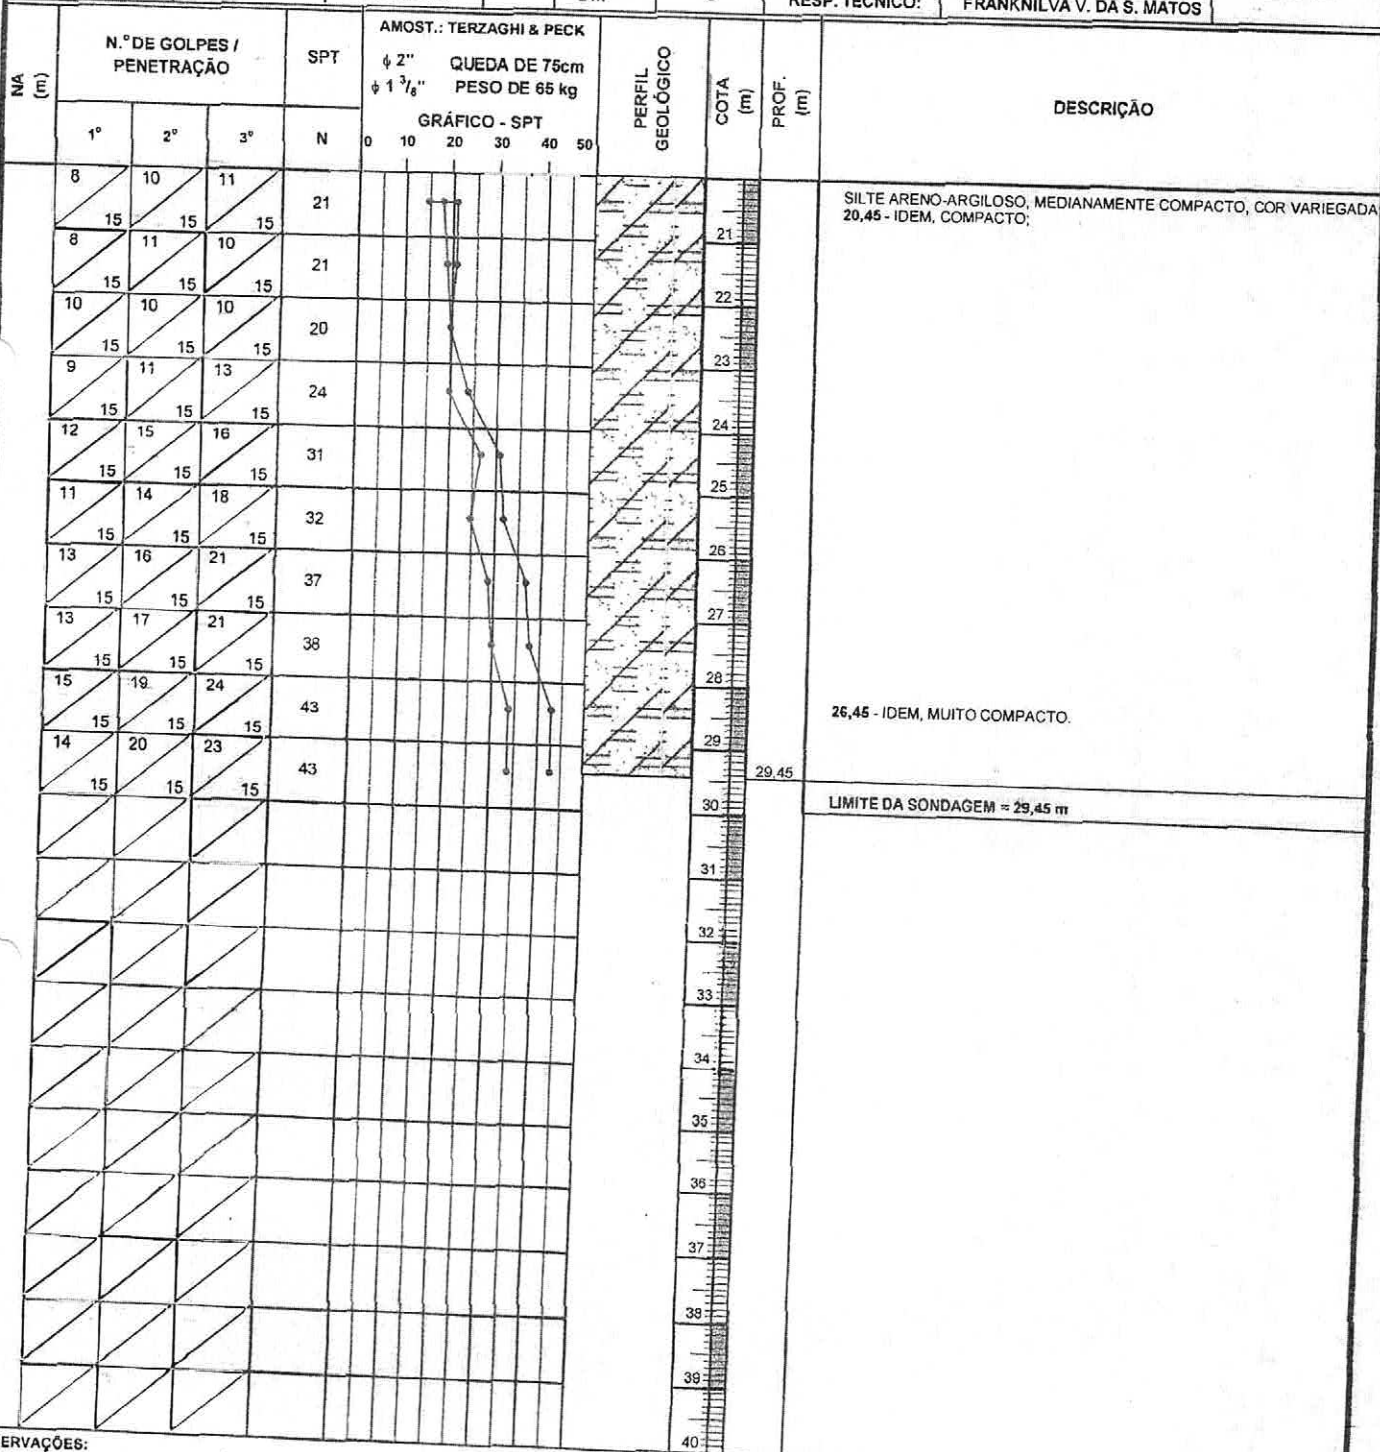 RESP. TÉCNICO: FRANKNILVA V. DA S. MATOS
NA (m)
N.º DE GOLPES / PENETRAÇÃO
1º 2º 3º
SPT
N
AMOST.: TERZAGHI & PECK
ϕ 2" QUEDA DE 75cm
ϕ 1 3/8" PESO DE 65 kg
GRÁFICO - SPT
0 10 20 30 40 50
PERFIL GEOLÓGICO
COTA (m)
PROF. (m)
DESCRIÇÃO
8 10 11
15 15 15
21
8 11 10
15 15 15
21
10 10 10
15 15 15
20
9 11 13
15 15 15
24
12 15 16
15 15 15
31
11 14 18
15 15 15
32
13 16 21
15 15 15
37
13 17 21
15 15 15
38
15 19 24
15 15 15
43
14 20 23
15 15 15
43
21
22
23
24
25
26
27
28
29
30
31
32
33
34
35
36
37
38
39
40
29.45
SILTE ARENO-ARGILOSO, MEDIANAMENTE COMPACTO, COR VARIEGADA
20,45 - IDEM, COMPACTO;
26,45 - IDEM, MUITO COMPACTO.
LIMITE DA SONDAGEM = 29,45 m
ERVAÇÕES: